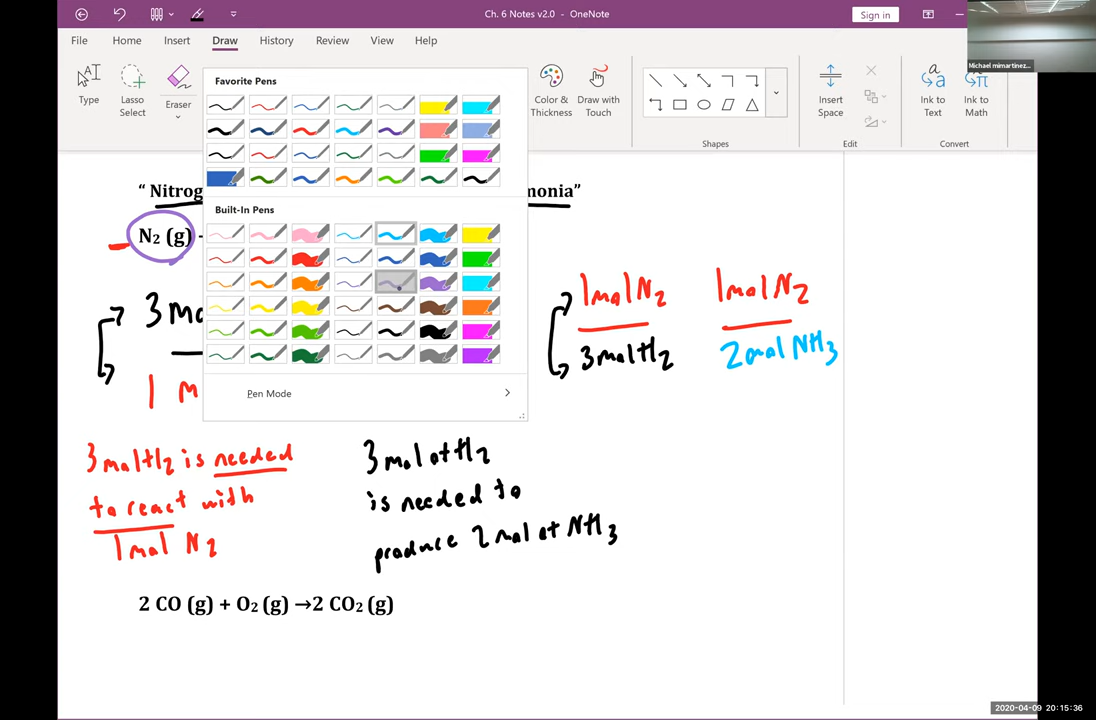 Ch. 6 Notes v2.0 - OneNote
Sign in
File Home Insert Draw History Review View Help
Michael mimartinez...
Type
Lasso Select
Eraser
Favorite Pens
Color & Thickness
Draw with Touch
Shapes
Insert Space
Edit
Ink to Text
Ink to Math
Convert
Built-In Pens
Pen Mode
" Nitrog monia"
N₂ (g)
3 mo
1 m
1 mol N₂
3 mol H₂
1 mol N₂
2 mol NH₃
3 mol H₂ is needed
to react with
1 mol N₂
3 mol of H₂
is needed to
produce 2 mol of NH₃
2 CO (g) + O₂ (g) →2 CO₂ (g)
2020-04-09 20:15:36